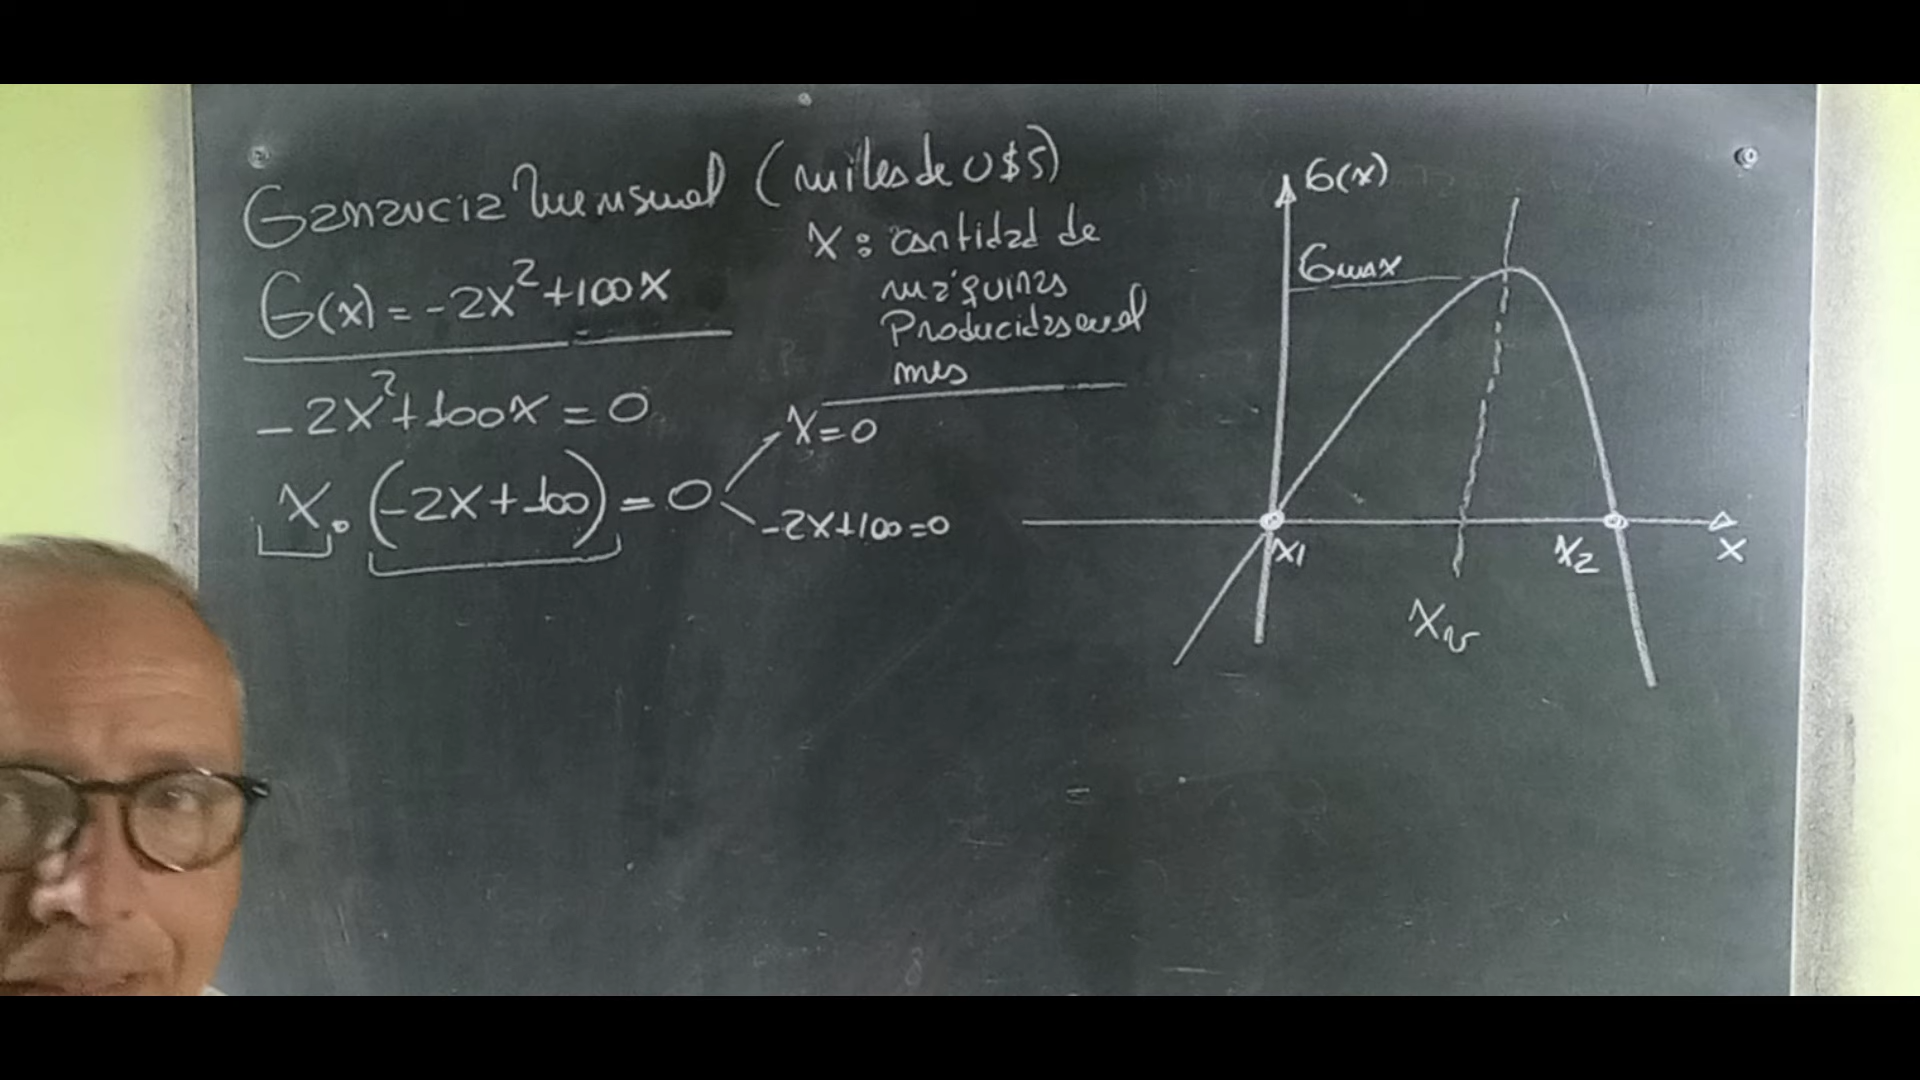 Ganancia Mensual (miles de U$S)
G(x) = -2x²+100x
x : cantidad de
máquinas
Producidas en el
mes
-2x²+100x = 0
x . (-2x+100) = 0
x=0
-2x+100=0
G(x)
Gmax
x1
x2
x
xv